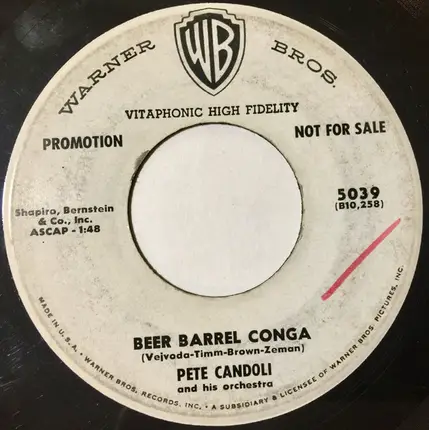 WARNER BROS.
WB
VITAPHONIC HIGH FIDELITY
PROMOTION
NOT FOR SALE
Shapiro, Bernstein
& Co., Inc.
ASCAP - 1:48
5039
(B10,258)
BEER BARREL CONGA
(Vejvoda-Timm-Brown-Zeman)
PETE CANDOLI
and his orchestra
MADE IN U.S.A. • WARNER BROS. RECORDS, INC. • A SUBSIDIARY & LICENSEE OF WARNER BROS. PICTURES, INC.